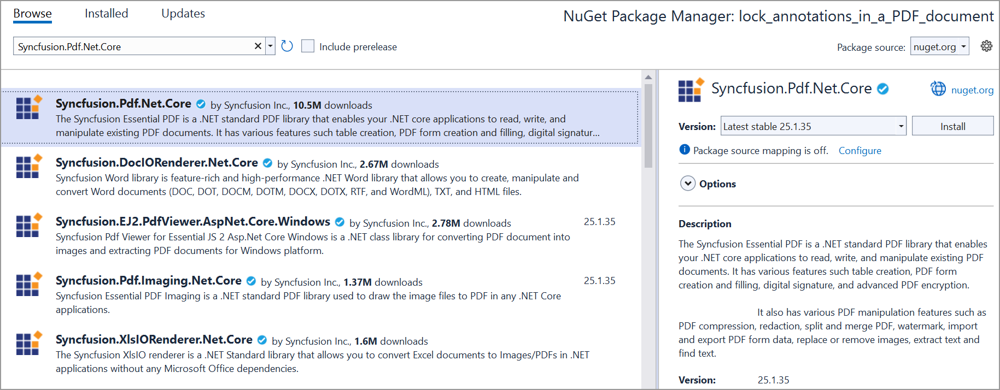 Browse Installed Updates
NuGet Package Manager: lock_annotations_in_a_PDF_document
Syncfusion.Pdf.Net.Core
Include prerelease
Package source: nuget.org
Syncfusion.Pdf.Net.Core by Syncfusion Inc., 10.5M downloads
The Syncfusion Essential PDF is a .NET standard PDF library that enables your .NET core applications to read, write, and
manipulate existing PDF documents. It has various features such table creation, PDF form creation and filling, digital signatur...
Syncfusion.DocIORenderer.Net.Core by Syncfusion Inc., 2.67M downloads
Syncfusion Word library is feature-rich and high-performance .NET Word library that allows you to create, manipulate and
convert Word documents (DOC, DOT, DOCM, DOTM, DOCX, DOTX, RTF, and WordML), TXT, and HTML files.
Syncfusion.EJ2.PdfViewer.AspNet.Core.Windows by Syncfusion Inc., 2.78M downloads 25.1.35
Syncfusion Pdf Viewer for Essential JS 2 Asp.Net Core Windows is a .NET class library for converting PDF document into
images and extracting PDF documents for Windows platform.
Syncfusion.Pdf.Imaging.Net.Core by Syncfusion Inc., 1.37M downloads 25.1.35
Syncfusion Essential PDF Imaging is a .NET standard PDF library used to draw the image files to PDF in any .NET Core
applications.
Syncfusion.XlsIORenderer.Net.Core by Syncfusion Inc., 1.6M downloads
The Syncfusion XlsIO renderer is a .NET Standard library that allows you to convert Excel documents to Images/PDFs in .NET
applications without any Microsoft Office dependencies.
Syncfusion.Pdf.Net.Core nuget.org
Version: Latest stable 25.1.35 Install
Package source mapping is off. Configure
Options
Description
The Syncfusion Essential PDF is a .NET standard PDF library that enables
your .NET core applications to read, write, and manipulate existing PDF
documents. It has various features such table creation, PDF form
creation and filling, digital signature, and advanced PDF encryption.
It also has various PDF manipulation features such as
PDF compression, redaction, split and merge PDF, watermark, import
and export PDF form data, replace or remove images, extract text and
find text.
Version: 25.1.35